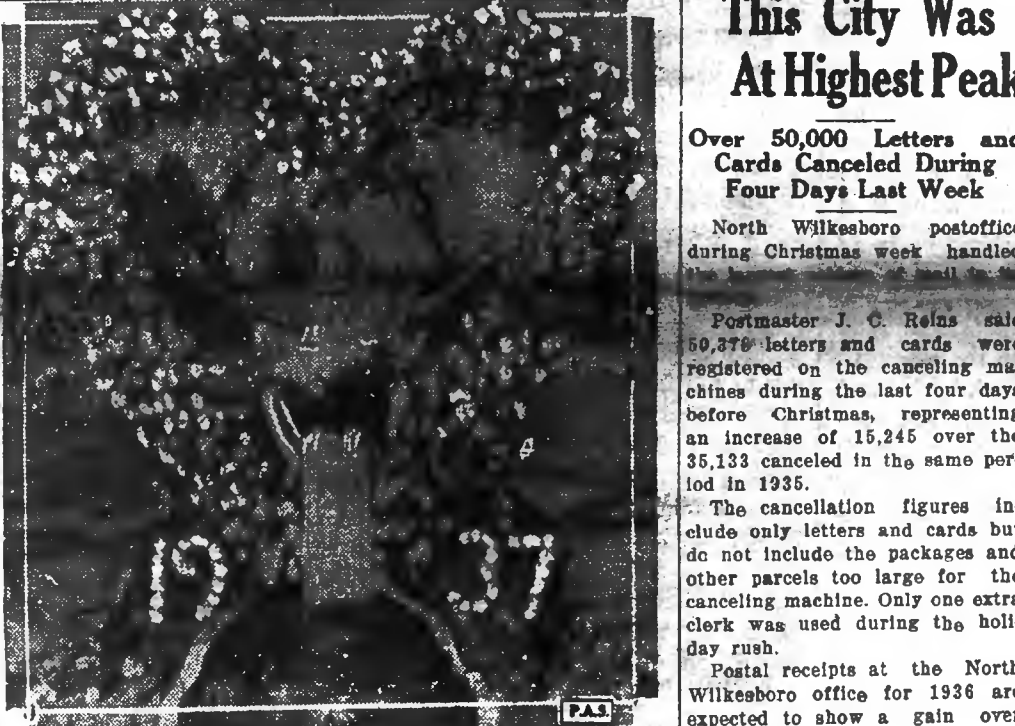 19 37
P.A.S.
This City Was
At Highest Peak
Over 50,000 Letters and
Cards Canceled During
Four Days Last Week
North Wilkesboro postoffice
during Christmas week handled
mail
Postmaster J. C. Reins said
letters and cards were
registered on the canceling ma
chines during the last four days
before Christmas, representing
an increase of 15,245 over the
35,133 canceled in the same per
iod in 1935.
The cancellation figures in
clude only letters and cards but
do not include the packages and
other parcels too large for the
canceling machine. Only one extra
clerk was used during the holi
day rush.
Postal receipts at the North
Wilkesboro office for 1936 are
expected to show a gain over